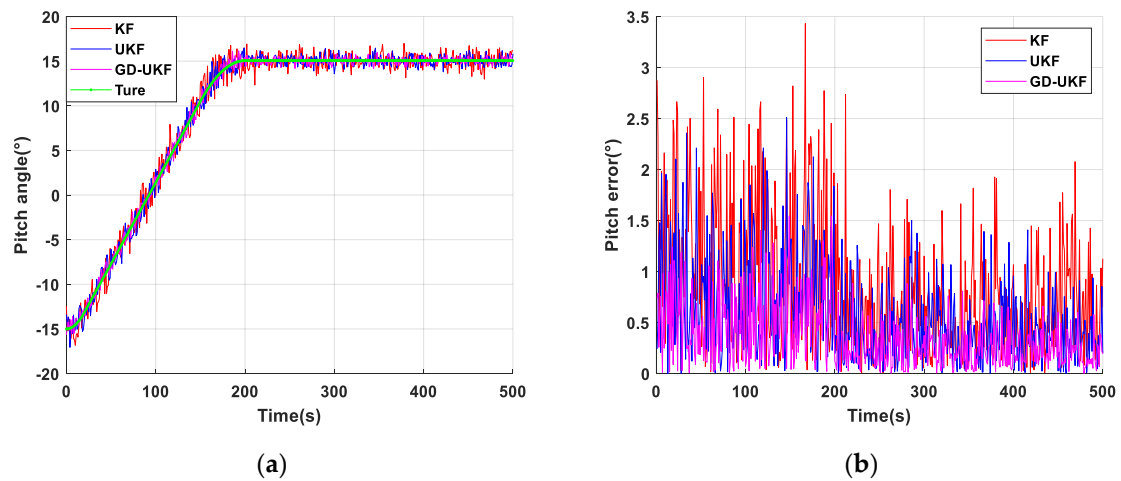 20
15
10
5
0
-5
-10
-15
-20
KF
UKF
GD-UKF
Ture
Pitch angle(°)
0 100 200 300 400 500
Time(s)
(a)
3.5
3
2.5
2
1.5
1
0.5
0
KF
UKF
GD-UKF
Pitch error(°)
0 100 200 300 400 500
Time(s)
(b)